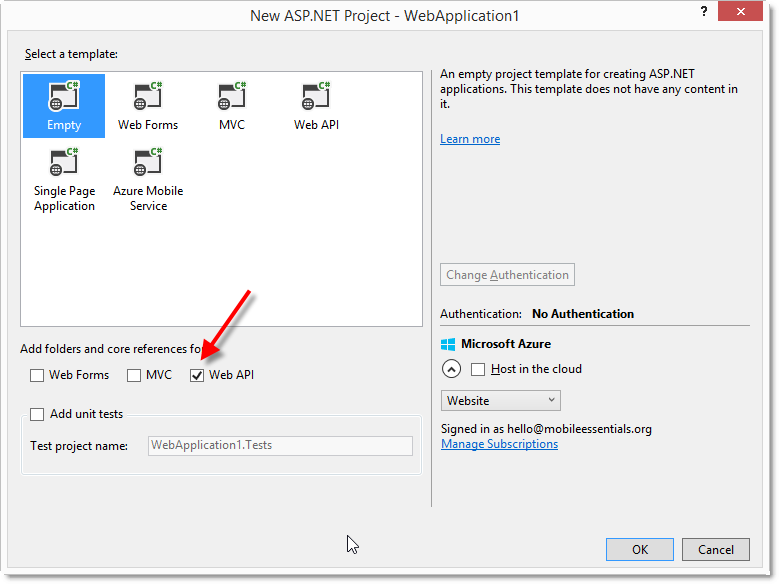 New ASP.NET Project - WebApplication1
?
Select a template:
C# C# C# C#
Empty Web Forms MVC Web API
C# C#
Single Page Azure Mobile
Application Service
An empty project template for creating ASP.NET
applications. This template does not have any content in
it.
Learn more
Change Authentication
Authentication: No Authentication
Add folders and core references fo
Web Forms MVC Web API
Add unit tests
Test project name: WebApplication1.Tests
Microsoft Azure
Host in the cloud
Website
Signed in as hello@mobileessentials.org
Manage Subscriptions
OK Cancel